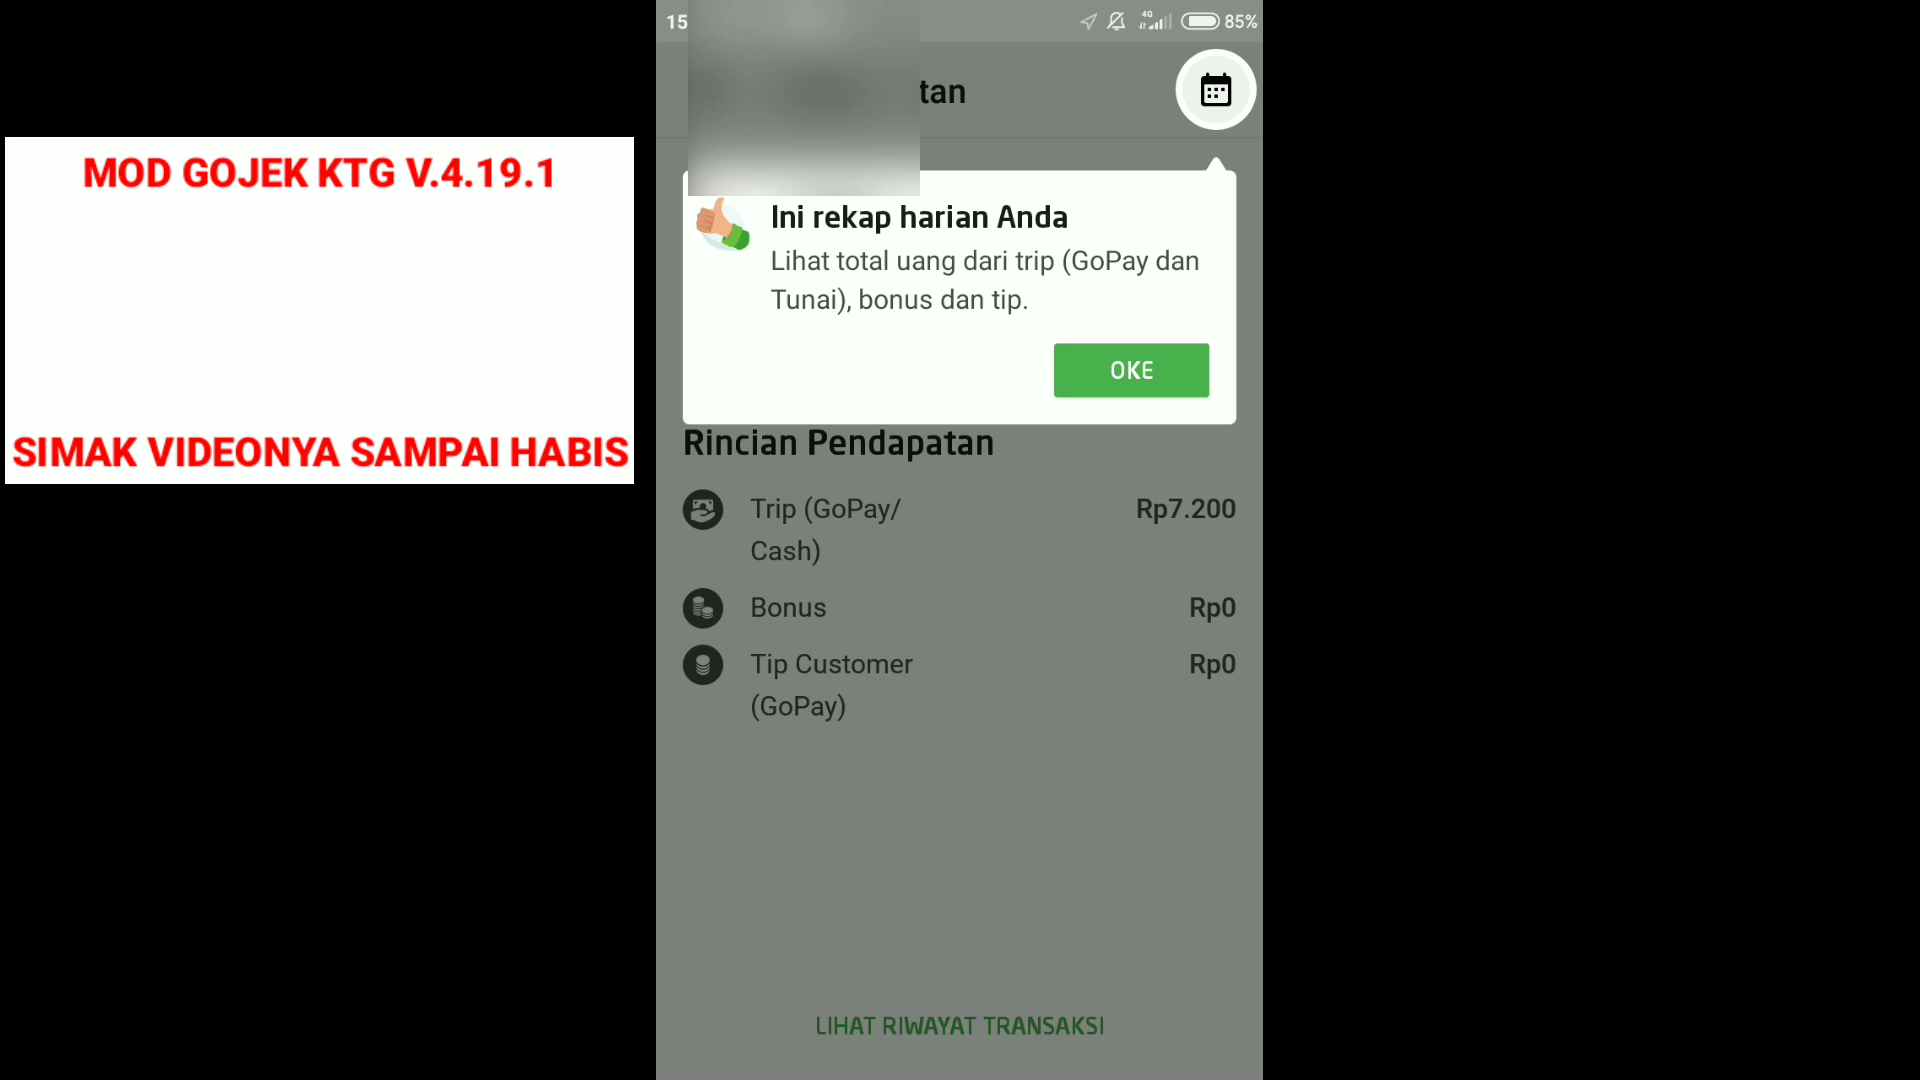 MOD GOJEK KTG V.4.19.1
SIMAK VIDEONYA SAMPAI HABIS
15
4G
85%
tan
Ini rekap harian Anda
Lihat total uang dari trip (GoPay dan
Tunai), bonus dan tip.
OKE
Rincian Pendapatan
Trip (GoPay/
Cash)
Rp7.200
Bonus
Rp0
Tip Customer
(GoPay)
Rp0
LIHAT RIWAYAT TRANSAKSI